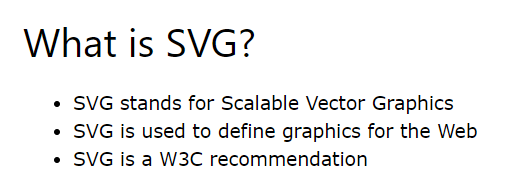 What is SVG?
• SVG stands for Scalable Vector Graphics
• SVG is used to define graphics for the Web
• SVG is a W3C recommendation